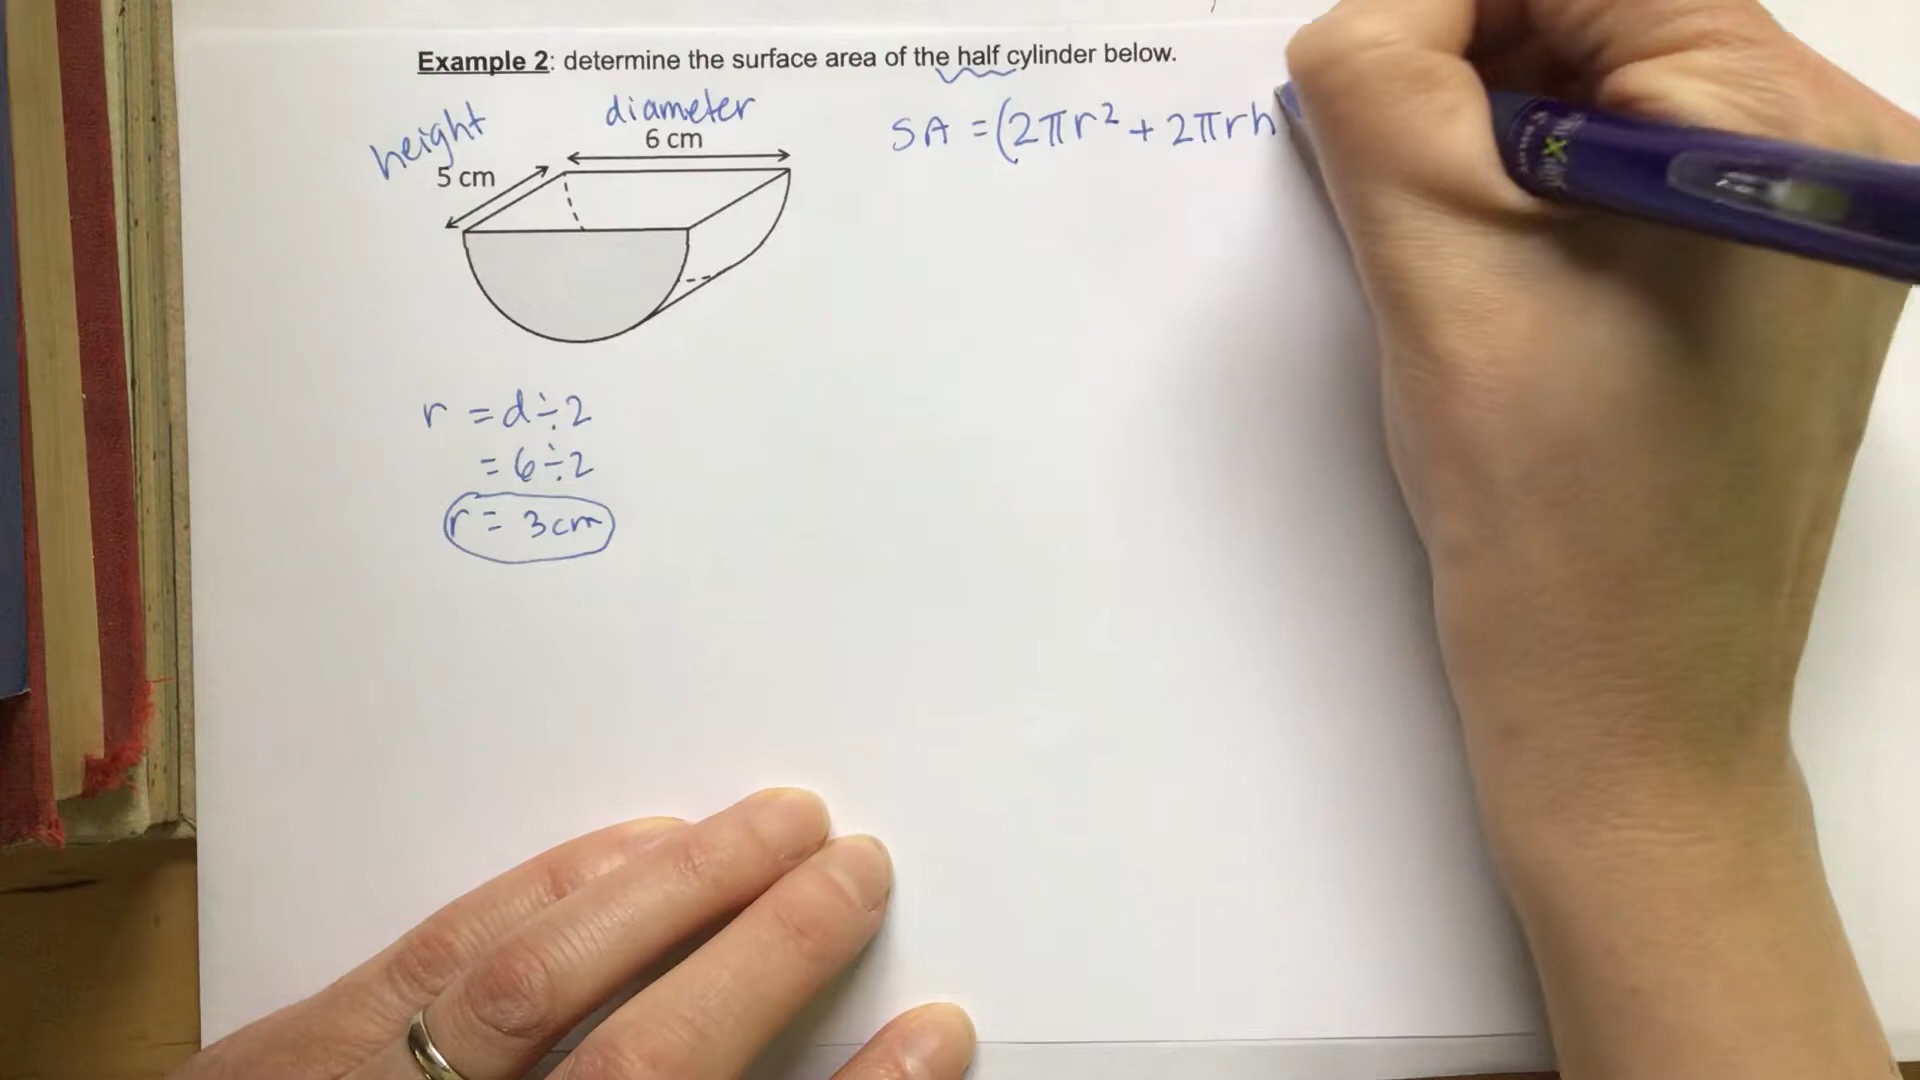 Example 2: determine the surface area of the half cylinder below.
height
diameter
6 cm
5 cm
SA = (2πr² + 2πrh
r = d÷2
= 6÷2
r = 3cm